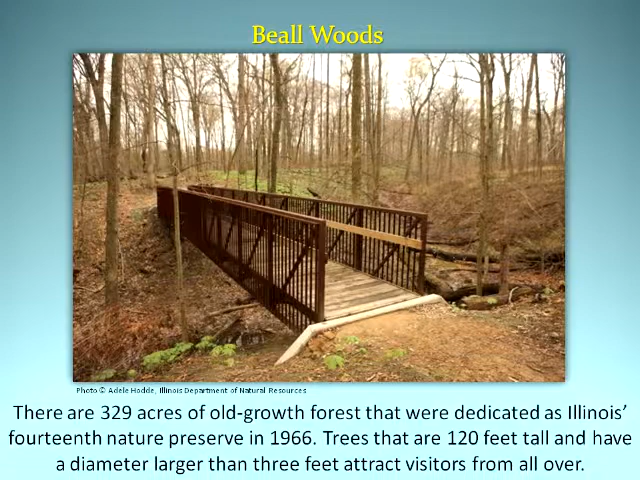 Beall Woods
Photo © Adele Hodde, Illinois Department of Natural Resources
There are 329 acres of old-growth forest that were dedicated as Illinois’
fourteenth nature preserve in 1966. Trees that are 120 feet tall and have
a diameter larger than three feet attract visitors from all over.